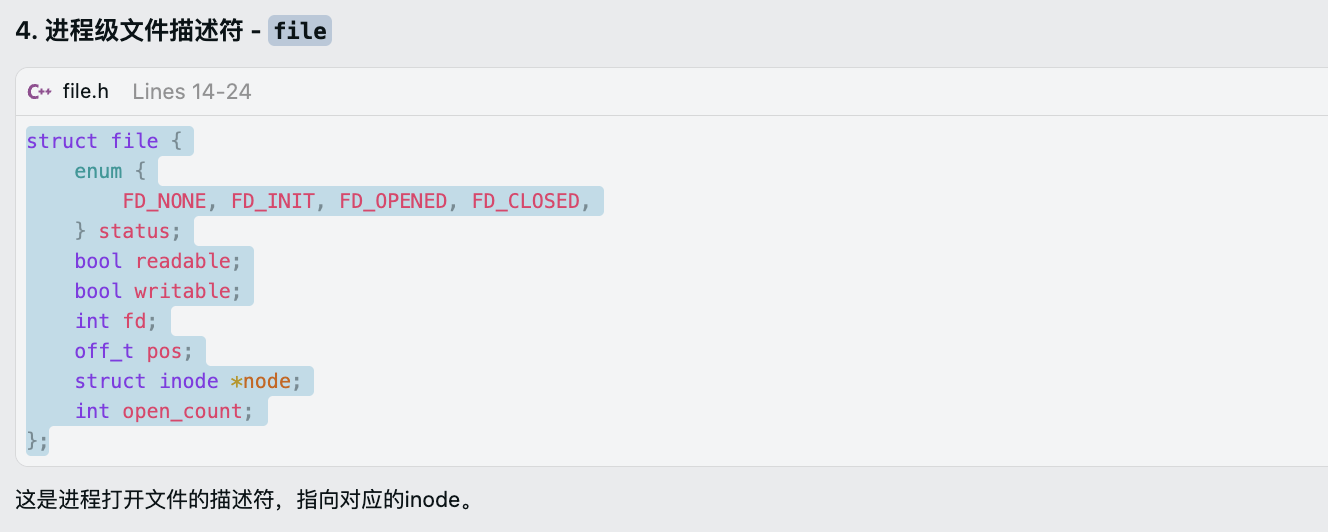 4. 进程级文件描述符 - file
C++ file.h Lines 14-24
struct file {
    enum {
        FD_NONE, FD_INIT, FD_OPENED, FD_CLOSED,
    } status;
    bool readable;
    bool writable;
    int fd;
    off_t pos;
    struct inode *node;
    int open_count;
};
这是进程打开文件的描述符，指向对应的inode。